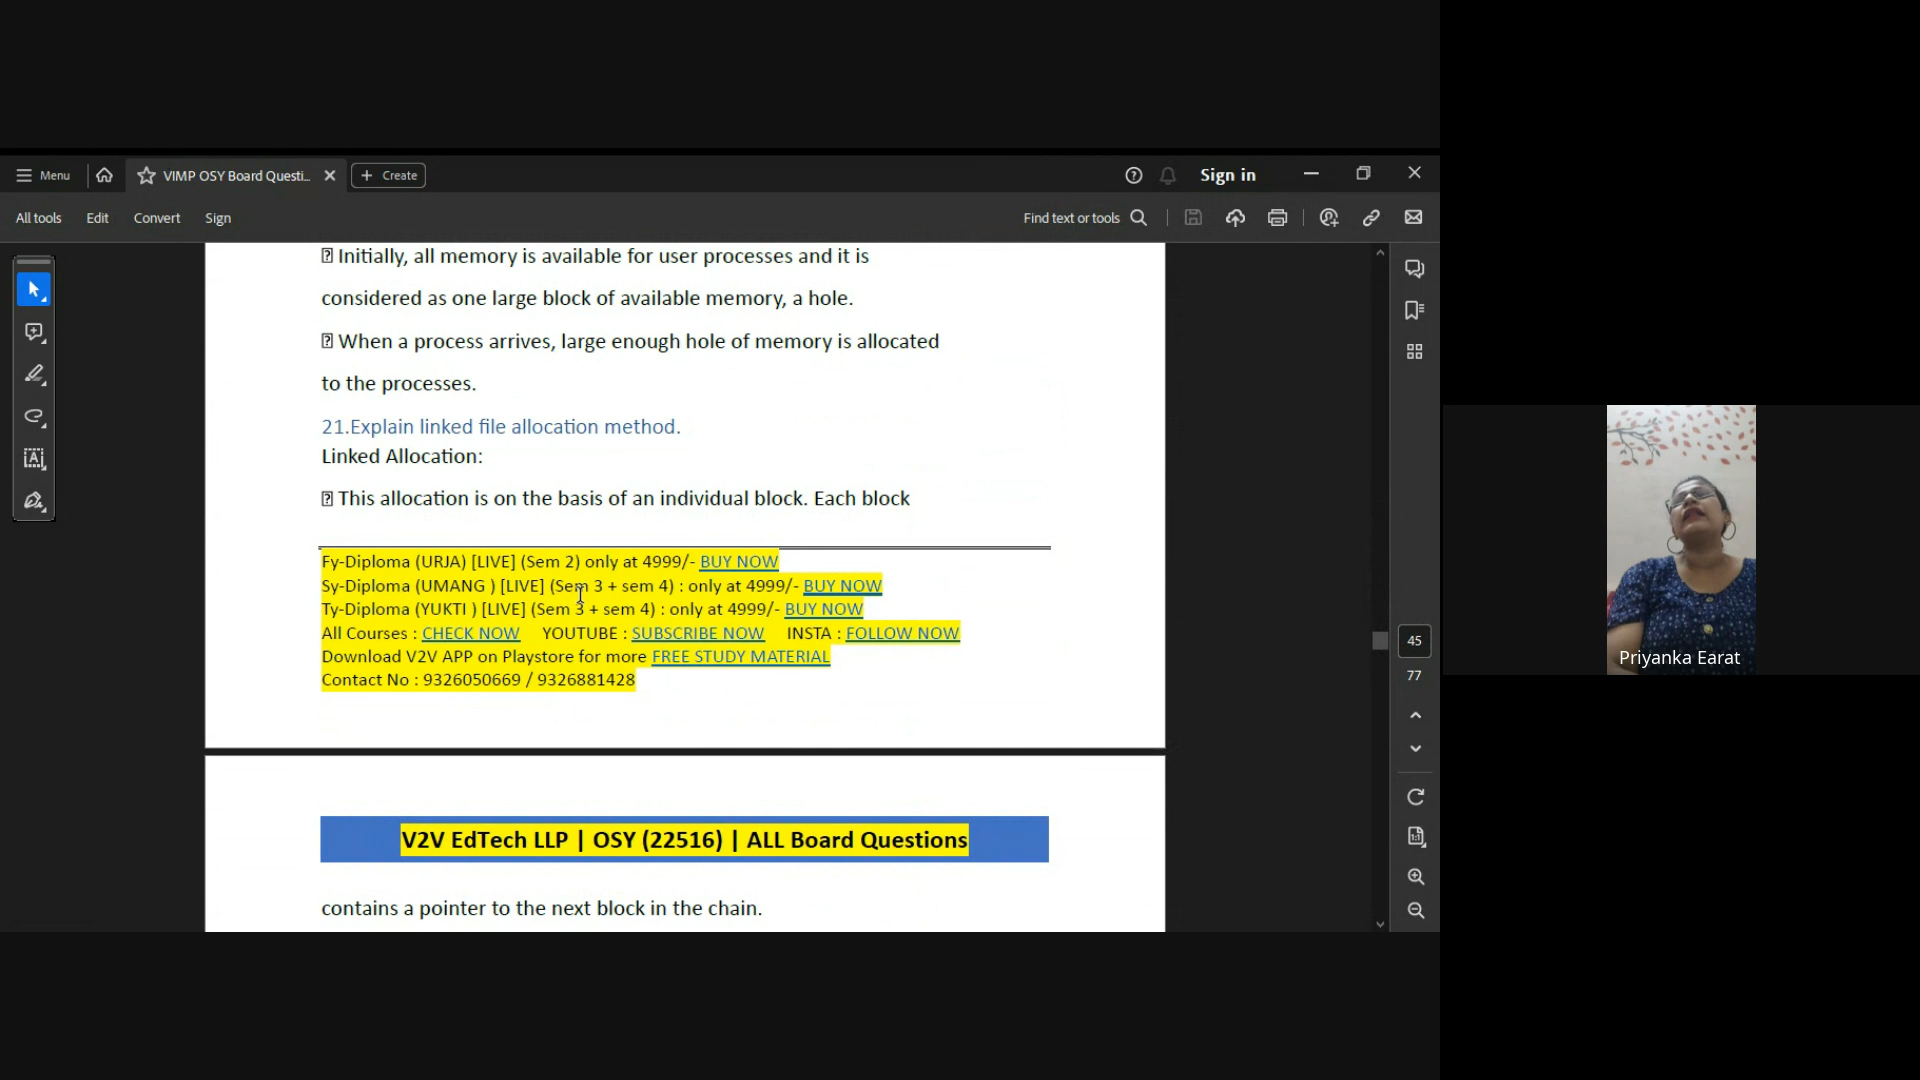 Menu
VIMP OSY Board Questi...
Create
Sign in
All tools
Edit
Convert
Sign
Find text or tools
Initially, all memory is available for user processes and it is
considered as one large block of available memory, a hole.
When a process arrives, large enough hole of memory is allocated
to the processes.
21.Explain linked file allocation method.
Linked Allocation:
This allocation is on the basis of an individual block. Each block
Fy-Diploma (URJA) [LIVE] (Sem 2) only at 4999/- BUY NOW
Sy-Diploma (UMANG ) [LIVE] (Sem 3 + sem 4) : only at 4999/- BUY NOW
Ty-Diploma (YUKTI ) [LIVE] (Sem 3 + sem 4) : only at 4999/- BUY NOW
All Courses : CHECK NOW YOUTUBE : SUBSCRIBE NOW INSTA : FOLLOW NOW
Download V2V APP on Playstore for more FREE STUDY MATERIAL
Contact No : 9326050669 / 9326881428
V2V EdTech LLP | OSY (22516) | ALL Board Questions
contains a pointer to the next block in the chain.
45
77
Priyanka Earat